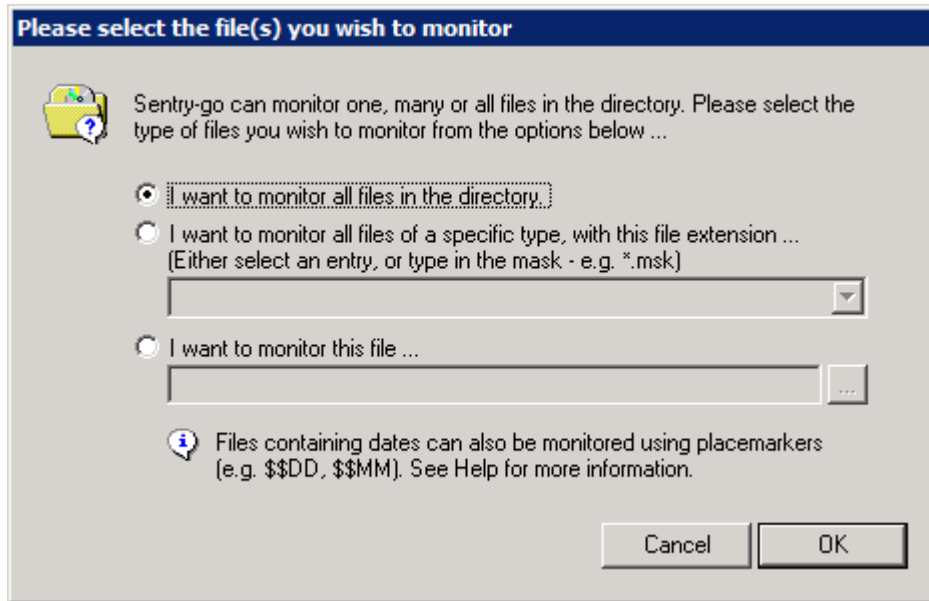 Please select the file(s) you wish to monitor
Sentry-go can monitor one, many or all files in the directory. Please select the
type of files you wish to monitor from the options below ...
I want to monitor all files in the directory.
I want to monitor all files of a specific type, with this file extension ...
(Either select an entry, or type in the mask - e.g. *.msk)
I want to monitor this file ...
...
Files containing dates can also be monitored using placemarkers
(e.g. $$DD, $$MM). See Help for more information.
Cancel OK